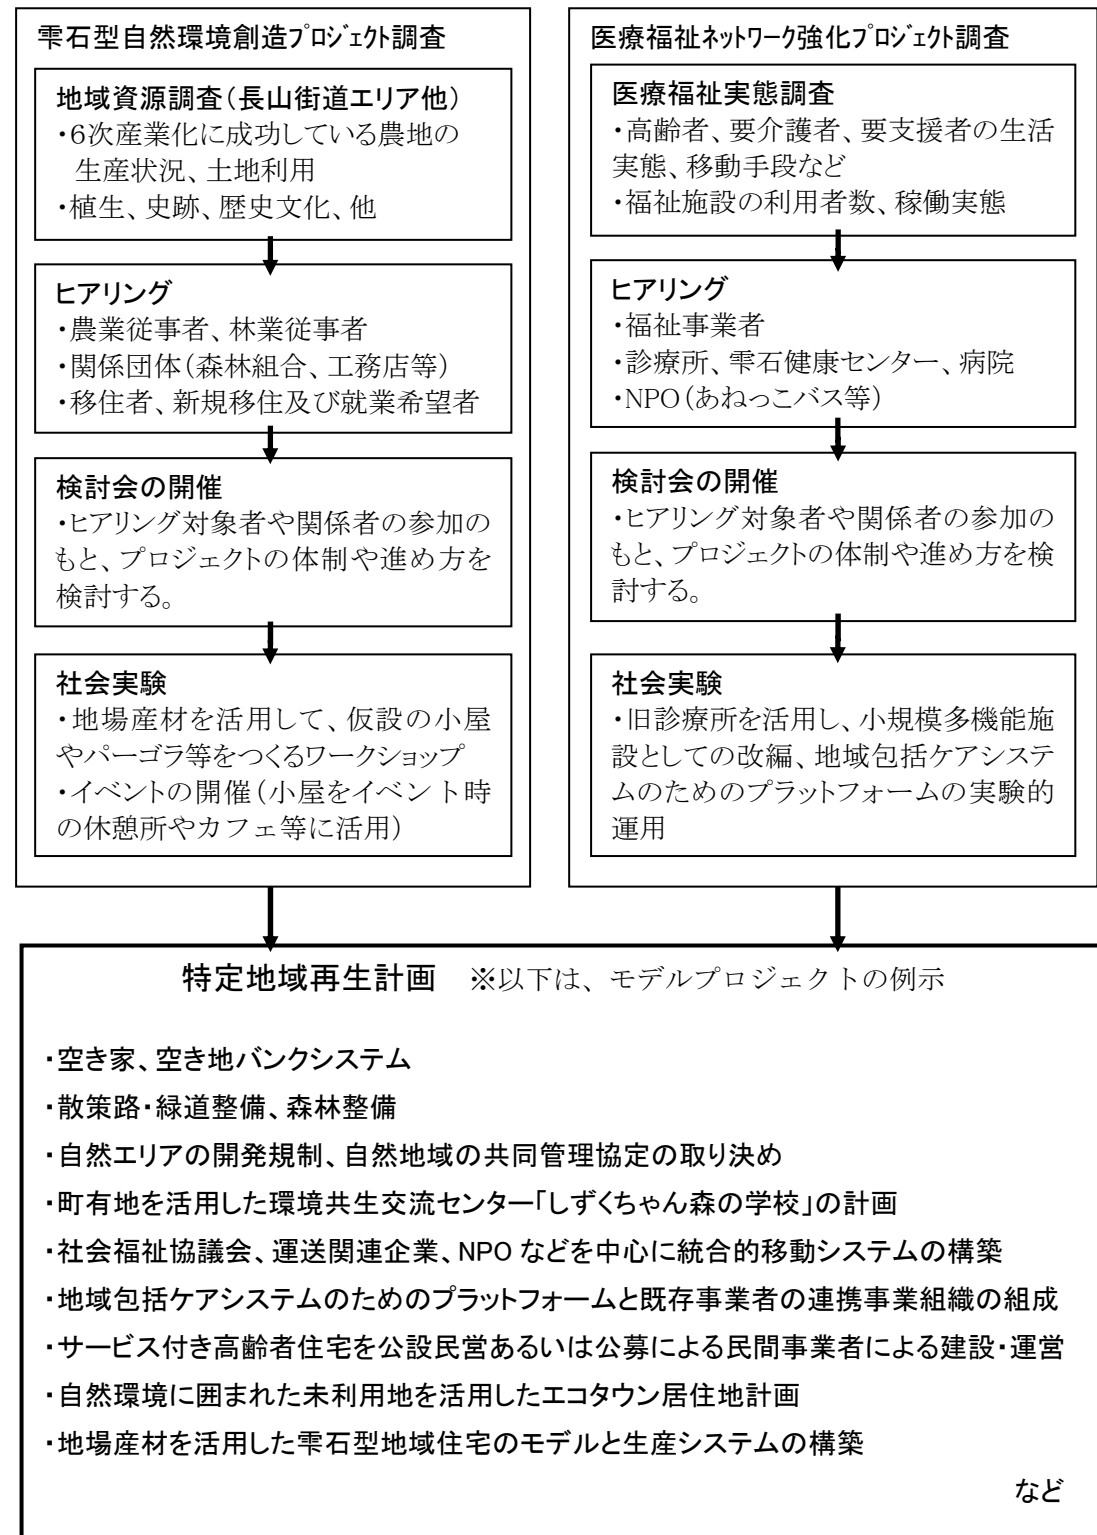 雫石型自然環境創造プロジェクト調査
地域資源調査(長山街道エリア他)
・6次産業化に成功している農地の
生産状況、土地利用
・植生、史跡、歴史文化、他
ヒアリング
・農業従事者、林業従事者
・関係団体(森林組合、工務店等)
・移住者、新規移住及び就業希望者
検討会の開催
・ヒアリング対象者や関係者の参加の
もと、プロジェクトの体制や進め方を
検討する。
社会実験
・地場産材を活用して、仮設の小屋
やパーゴラ等をつくるワークショップ
・イベントの開催(小屋をイベント時
の休憩所やカフェ等に活用)
医療福祉ネットワーク強化プロジェクト調査
医療福祉実態調査
・高齢者、要介護者、要支援者の生活
実態、移動手段など
・福祉施設の利用者数、稼働実態
ヒアリング
・福祉事業者
・診療所、雫石健康センター、病院
・NPO(あねっこバス等)
検討会の開催
・ヒアリング対象者や関係者の参加の
もと、プロジェクトの体制や進め方を検
討する。
社会実験
・旧診療所を活用し、小規模多機能施
設としての改編、地域包括ケアシステ
ムのためのプラットフォームの実験的
運用
特定地域再生計画 ※以下は、モデルプロジェクトの例示
・空き家、空き地バンクシステム
・散策路・緑道整備、森林整備
・自然エリアの開発規制、自然地域の共同管理協定の取り決め
・町有地を活用した環境共生交流センター「しずくちゃん森の学校」の計画
・社会福祉協議会、運送関連企業、NPO などを中心に統合的移動システムの構築
・地域包括ケアシステムのためのプラットフォームと既存事業者の連携事業組織の組成
・サービス付き高齢者住宅を公設民営あるいは公募による民間事業者による建設・運営
・自然環境に囲まれた未利用地を活用したエコタウン居住地計画
・地場産材を活用した雫石型地域住宅のモデルと生産システムの構築
など